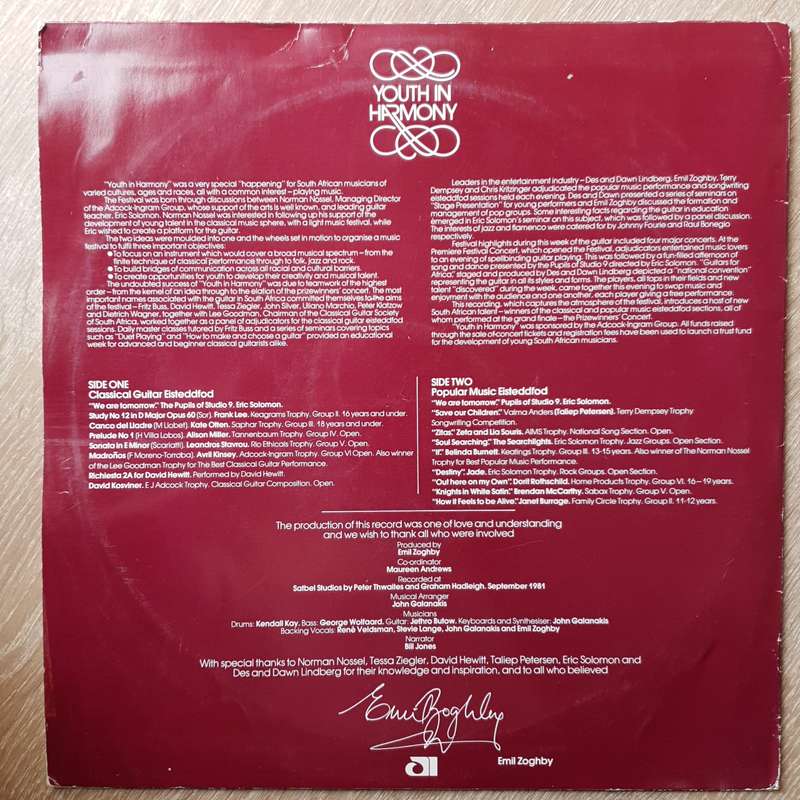 YOUTH IN
HARMONY
"Youth in Harmony" was a very special "happening" for South African musicians of
varied cultures, ages and races, all with a common interest – playing music.
The Festival was born through discussions between Norman Nossel, Managing Director
of the Adcock-Ingram Group, whose support of the arts is well known, and leading guitar
teacher, Eric Solomon. Norman Nossel was interested in following up his support of the
development of young talent in the classical music sphere, with a light music festival, while
Eric wished to create a platform for the guitar.
The two ideas were moulded into one and the wheels set in motion to organise a music
festival to fulfil three important objectives:
● To focus on an instrument which would cover a broad musical spectrum – from the
finite technique of classical performance through to folk, jazz and rock.
● To build bridges of communication across all racial and cultural barriers.
● To create opportunities for youth to develop their creativity and musical talent.
The undoubted success of "Youth in Harmony" was due to teamwork of the highest
order – from the kernel of an idea through to the elation of the prizewinners' concert. The most
important names associated with the guitar in South Africa committed themselves to the aims
of the festival – Fritz Buss, David Hewitt, Tessa Ziegler, John Silver, Uliano Marchio, Peter Klatzow
and Dietrich Wagner, together with Lee Goodman, Chairman of the Classical Guitar Society
of South Africa, worked together as a panel of adjudicators for the classical guitar eisteddfod
sessions. Daily master classes tutored by Fritz Buss and a series of seminars covering topics
such as "Duet Playing" and "How to make and choose a guitar" provided an educational
week for advanced and beginner classical guitarists alike.
Leaders in the entertainment industry – Des and Dawn Lindberg, Emil Zoghby, Terry
Dempsey and Chris Kritzinger adjudicated the popular music performance and songwriting
eisteddfod sessions held each evening. Des and Dawn presented a series of seminars on
"Stage Presentation" for young performers and Emil Zoghby discussed the formation and
management of pop groups. Some interesting facts regarding the guitar in education
emerged in Eric Solomon's seminar on this subject, which was followed by a panel discussion.
The interests of jazz and flamenco were catered for by Johnny Fourie and Raul Bonegio
respectively.
Festival highlights during this week of the guitar included four major concerts. At the
Premiere Festival Concert, which opened the Festival, adjudicators entertained music lovers
to an evening of spellbinding guitar playing. This was followed by a fun-filled afternoon of
song and dance presented by the Pupils of Studio 9 directed by Eric Solomon. "Guitars for
Africa" staged and produced by Des and Dawn Lindberg depicted a "national convention"
representing the guitar in all its styles and forms. The players, all tops in their fields and new
talent "discovered" during the week, came together this evening to swap music and
enjoyment with the audience and one another, each player giving a free performance.
This recording, which captures the atmosphere of the festival, introduces a host of new
South African talent – winners of the classical and popular music eisteddfod sections, all of
whom performed at the grand finale – the Prizewinners' Concert.
"Youth in Harmony" was sponsored by the Adcock-Ingram Group. All funds raised
through the sale of concert tickets and registration fees have been used to launch a trust fund
for the development of young South African musicians.
SIDE ONE
Classical Guitar Eisteddfod
"We are tomorrow." The Pupils of Studio 9. Eric Solomon.
Study No 12 in D Major Opus 60 (Sor). Frank Lee. Keagrams Trophy. Group II. 16 years and under.
Canco del Lladre (M Llobet). Kate Olten. Saphar Trophy. Group III. 18 years and under.
Prelude No 1 (H Villa Lobos). Alison Miller. Tannenbaum Trophy. Group IV. Open.
Sonata in E Minor (Scarlatti). Leandros Stavrou. Rio Ethicals Trophy. Group V. Open.
Madroños (F Moreno-Torroba). Avril Kinsey. Adcock-Ingram Trophy. Group VI Open. Also winner
of the Lee Goodman Trophy for The Best Classical Guitar Performance.
Richiesta 2A for David Hewitt. Performed by David Hewitt.
David Kosviner. E J Adcock Trophy. Classical Guitar Composition. Open.
SIDE TWO
Popular Music Eisteddfod
"We are tomorrow." Pupils of Studio 9. Eric Solomon.
"Save our Children." Valma Anders (Taliep Petersen). Terry Dempsey Trophy
Songwriting Competition.
"Zitas." Zeta and Lia Souris. AIMS Trophy. National Song Section. Open.
"Soul Searching." The Searchlights. Eric Solomon Trophy. Jazz Groups. Open Section.
"If." Belinda Burnett. Keatings Trophy. Group III. 13-15 years. Also winner of The Norman Nossel
Trophy for Best Popular Music Performance.
"Destiny". Jade. Eric Solomon Trophy. Rock Groups. Open Section.
"Out here on my Own". Dorit Rothschild. Home Products Trophy. Group VI. 16 – 19 years.
"Knights in White Satin." Brendan McCarthy. Sabax Trophy. Group V. Open.
"How it Feels to be Alive." Janet Burrage. Family Circle Trophy. Group II. 11-12 years.
The production of this record was one of love and understanding
and we wish to thank all who were involved
Produced by
Emil Zoghby
Co-ordinator
Maureen Andrews
Recorded at
Satbel Studios by Peter Thwaites and Graham Hadleigh. September 1981
Musical Arranger
John Galanakis
Musicians
Drums: Kendall Kay. Bass: George Wolfaard. Guitar: Jethro Butow. Keyboards and Synthesiser: John Galanakis
Backing Vocals: René Veldsman, Stevie Lange, John Galanakis and Emil Zoghby
Narrator
Bill Jones
With special thanks to Norman Nossel, Tessa Ziegler, David Hewitt, Taliep Petersen, Eric Solomon and
Des and Dawn Lindberg for their knowledge and inspiration, and to all who believed
Emil Zoghby
Emil Zoghby